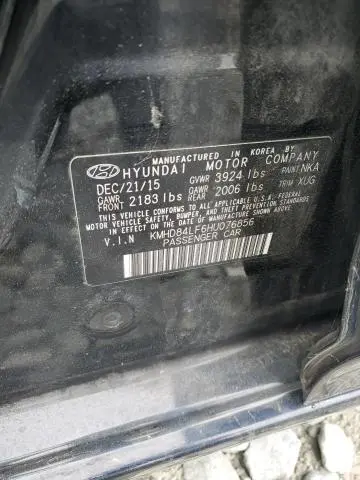 MANUFACTURED IN KOREA BY
HYUNDAI MOTOR COMPANY
DEC/21/15 GVWR 3924 lbs PAINT NKA
GAWR FRONT 2183 lbs GAWR REAR 2006 lbs TRIM XUG
THIS VEHICLE CONFORMS TO ALL APPLICABLE U.S.A. FEDERAL
MOTOR VEHICLE SAFETY, BUMPER, AND THEFT
PREVENTION STANDARDS IN EFFECT ON THE
DATE OF MANUFACTURE SHOWN ABOVE.
V.I.N KMHD84LF6HU076856
PASSENGER CAR